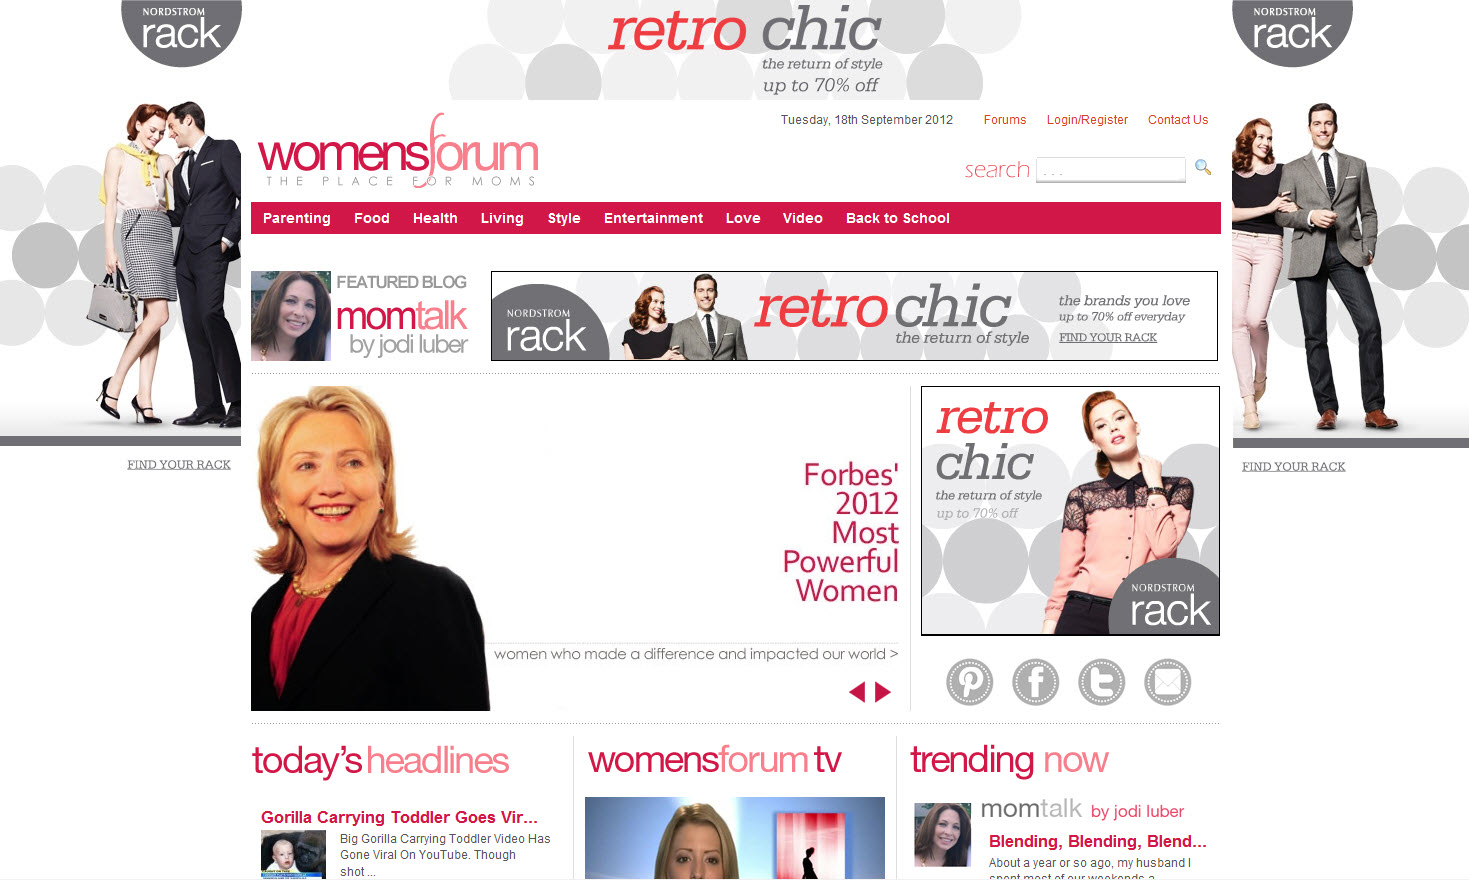 NORDSTROM
rack
retro chic
the return of style
up to 70% off
NORDSTROM
rack
womensforum
THE PLACE FOR MOMS
Tuesday, 18th September 2012
Forums
Login/Register
Contact Us
search
. . .
Parenting Food Health Living Style Entertainment Love Video Back to School
FEATURED BLOG
momtalk
by jodi luber
NORDSTROM
rack
retro chic
the return of style
the brands you love
up to 70% off everyday
FIND YOUR RACK
FIND YOUR RACK
FIND YOUR RACK
Forbes'
2012
Most
Powerful
Women
women who made a difference and impacted our world >
retro
chic
the return of style
up to 70% off
NORDSTROM
rack
today's headlines
Gorilla Carrying Toddler Goes Vir...
Big Gorilla Carrying Toddler Video Has
Gone Viral On YouTube. Though
shot ...
womensforum tv
trending now
momtalk by jodi luber
Blending, Blending, Blend...
About a year or so ago, my husband I
spent most of our weekends a